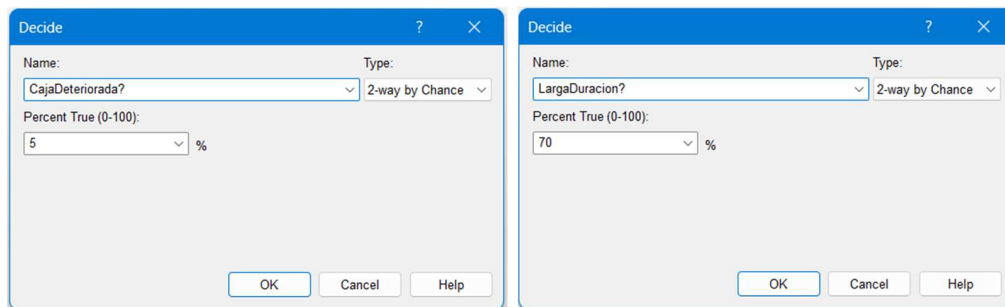 Decide ?
Name: Type:
CajaDeteriorada? 2-way by Chance
Percent True (0-100):
5 %
OK Cancel Help
Decide ?
Name: Type:
LargaDuracion? 2-way by Chance
Percent True (0-100):
70 %
OK Cancel Help